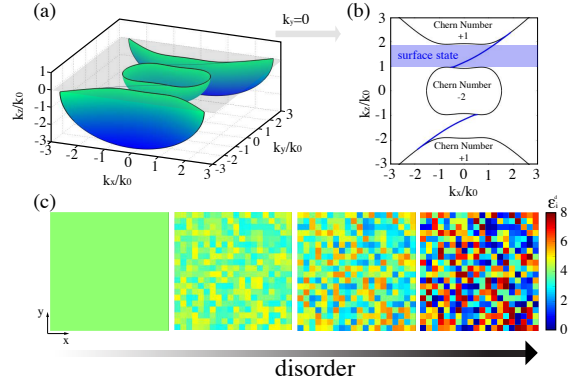 (a)
k_y=0
(b)
1
0
-1
-2
-3
k_z/k_0
-3
-2
-1
0
1
2
3
k_x/k_0
-3
-2
-1
0
1
2
3
k_y/k_0
3
2
1
0
1
2
3
k_z/k_0
Chern Number
+1
surface state
Chern Number
-2
Chern Number
+1
-3 -2 -1 0 1 2 3
k_x/k_0
(c)
y
x
8
6
4
2
0
disorder